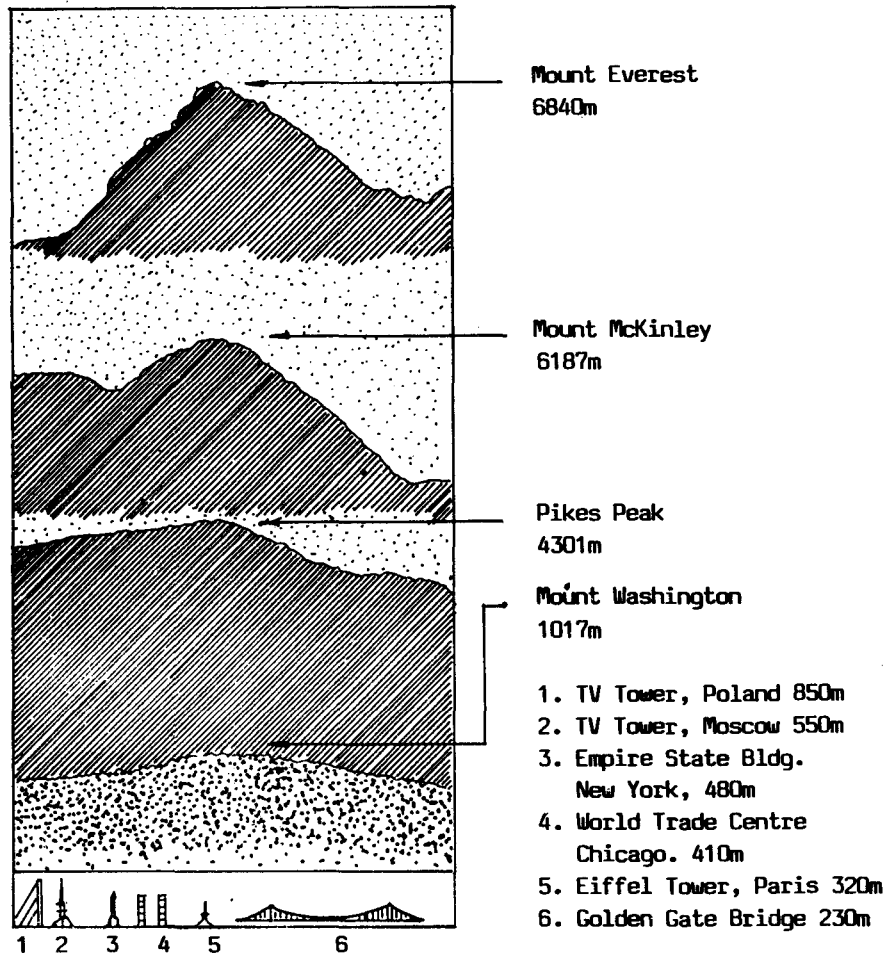 Mount Everest
6840m
Mount McKinley
6187m
Pikes Peak
4301m
Mount Washington
1017m
1. TV Tower, Poland 850m
2. TV Tower, Moscow 550m
3. Empire State Bldg.
New York, 480m
4. World Trade Centre
Chicago. 410m
5. Eiffel Tower, Paris 320m
6. Golden Gate Bridge 230m
1 2 3 4 5 6